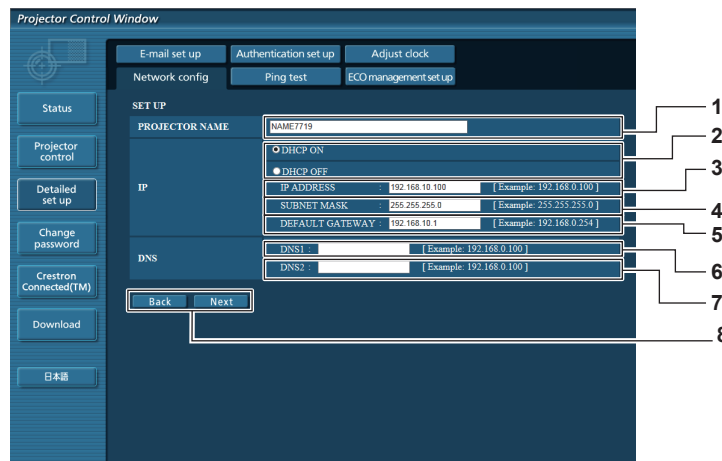 Projector Control Window
E-mail set up
Authentication set up
Adjust clock
Network config
Ping test
ECO management set up
Status
Projector
control
Detailed
set up
Change
password
Crestron
Connected(TM)
Download
日本語
SET UP
PROJECTOR NAME
NAME7719
1
IP
DHCP ON
DHCP OFF
2
IP ADDRESS : 192.168.10.100 [ Example: 192.168.0.100 ]
3
SUBNET MASK : 255.255.255.0 [ Example: 255.255.255.0 ]
4
DEFAULT GATEWAY : 192.168.10.1 [ Example: 192.168.0.254 ]
5
DNS
DNS1 : [ Example: 192.168.0.100 ]
6
DNS2 : [ Example: 192.168.0.100 ]
7
Back
Next
8